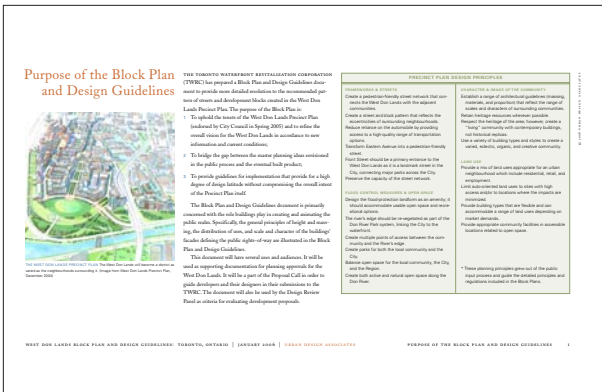 Purpose of the Block Plan
and Design Guidelines
THE WEST DON LANDS PRECINCT PLAN The West Don Lands will become a district as
varied as the neighbourhoods surrounding it. (Image from West Don Lands Precinct Plan,
December 2004)
THE TORONTO WATERFRONT REVITALIZATION CORPORATION
(TWRC) has prepared a Block Plan and Design Guidelines docu-
ment to provide more detailed resolution to the recommended pat-
tern of streets and development blocks created in the West Don
Lands Precinct Plan. The purpose of the Block Plan is:
1 To uphold the tenets of the West Don Lands Precinct Plan
(endorsed by City Council in Spring 2005) and to refine the
overall vision for the West Don Lands in accordance to new
information and current conditions;
2 To bridge the gap between the master planning ideas envisioned
in the public process and the eventual built product;
3 To provide guidelines for implementation that provide for a high
degree of design latitude without compromising the overall intent
of the Precinct Plan itself.
The Block Plan and Design Guidelines document is primarily
concerned with the role buildings play in creating and animating the
public realm. Specifically, the general principles of height and mass-
ing, the distribution of uses, and scale and character of the buildings'
facades defining the public rights-of-way are illustrated in the Block
Plan and Design Guidelines.
This document will have several uses and audiences. It will be
used as supporting documentation for planning approvals for the
West Don Lands. It will be a part of the Proposal Call in order to
guide developers and their designers in their submissions to the
TWRC. The document will also be used by the Design Review
Panel as criteria for evaluating development proposals.
PRECINCT PLAN DESIGN PRINCIPLES
FRAMEWORKS & STREETS
Create a pedestrian-friendly street network that con-
nects the West Don Lands with the adjacent
communities.
Create a street and block pattern that reflects the
eccentricities of surrounding neighbourhoods.
Reduce reliance on the automobile by providing
access to a high-quality range of transportation
options.
Transform Eastern Avenue into a pedestrian-friendly
street.
Front Street should be a primary entrance to the
West Don Lands as it is a landmark street in the
City, connecting major parks across the City.
Preserve the capacity of the street network.
FLOOD CONTROL MEASURES & OPEN SPACE
Design the flood-protection landform as an amenity; it
should accommodate usable open space and recre-
ational options.
The river's edge should be re-vegetated as part of the
Don River Park system, linking the City to the
waterfront.
Create multiple points of access between the com-
munity and the River's edge.
Create parks for both the local community and the
City.
Balance open space for the local community, the City,
and the Region.
Create both active and natural open space along the
Don River.
CHARACTER & IMAGE OF THE COMMUNITY
Establish a range of architectural guidelines (massing,
materials, and proportion) that reflect the range of
scales and characters of surrounding communities.
Retain heritage resources wherever possible.
Respect the heritage of the area; however, create a
"living" community with contemporary buildings,
not historical replicas.
Use a variety of building types and styles to create a
varied, eclectic, organic, and creative community.
LAND USE
Provide a mix of land uses appropriate for an urban
neighbourhood which include residential, retail, and
employment.
Limit auto-oriented land uses to sites with high
access and/or to locations where the impacts are
minimized.
Provide building types that are flexible and can
accommodate a range of land uses depending on
market demands.
Provide appropriate community facilities in accessible
locations related to open space.
* These planning principles grew out of the public
input process and guide the detailed principles and
regulations included in the Block Plans.
© 2008 URBAN DESIGN ASSOCIATES
WEST DON LANDS BLOCK PLAN AND DESIGN GUIDELINES: TORONTO, ONTARIO | JANUARY 2008 | URBAN DESIGN ASSOCIATES
PURPOSE OF THE BLOCK PLAN AND DESIGN GUIDELINES 1